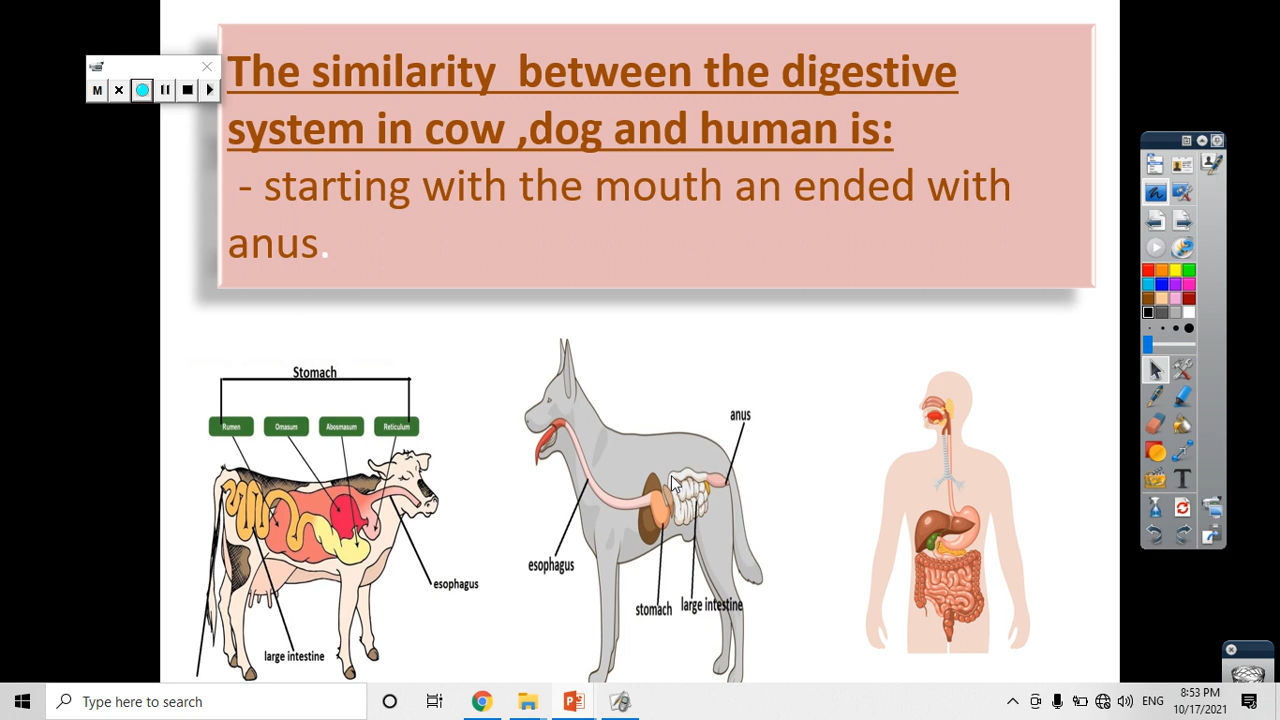 The similarity  between the digestive
system in cow ,dog and human is:
- starting with the mouth an ended with
anus.
M
Stomach
Rumen
Omasum
Abosmasum
Reticulum
esophagus
large intestine
anus
esophagus
stomach
large intestine
T
Type here to search
ENG
8:53 PM
10/17/2021